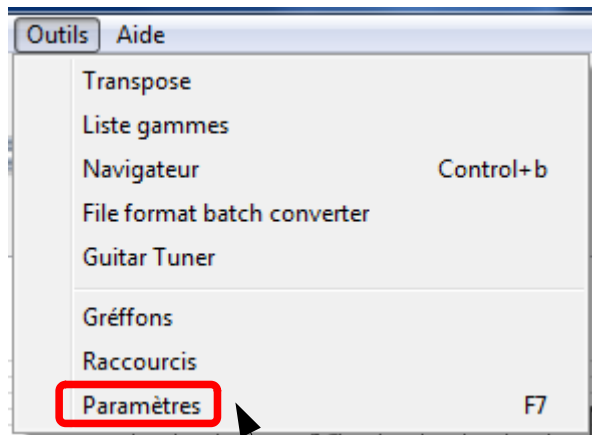 Outils Aide
Transpose
Liste gammes
Navigateur Control+b
File format batch converter
Guitar Tuner
Gréffons
Raccourcis
Paramètres F7